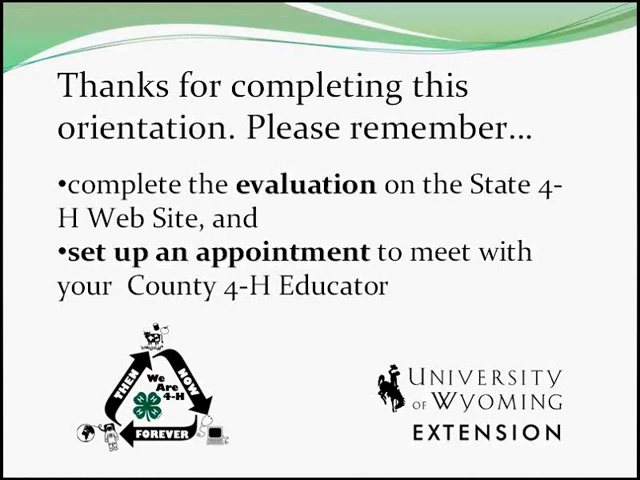 Thanks for completing this
orientation. Please remember...
•complete the evaluation on the State 4-
H Web Site, and
•set up an appointment to meet with
your County 4-H Educator
THEN
NOW
We
Are
4-H
H H H H
FOREVER
UNIVERSITY
OF WYOMING
EXTENSION